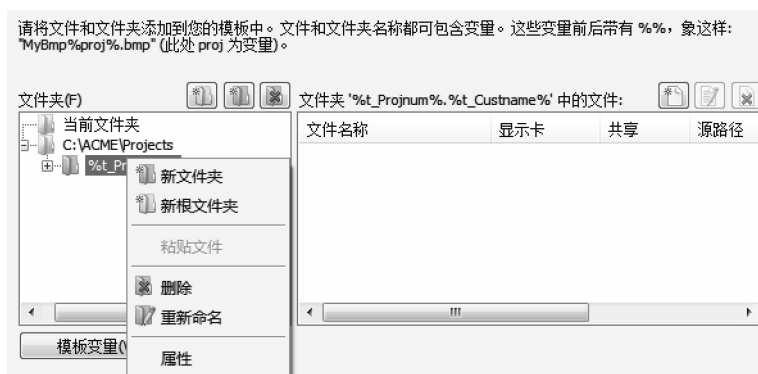 请将文件和文件夹添加到您的模板中。文件和文件夹名称都可包含变量。这些变量前后带有 %%，象这样:
"MyBmp%proj%.bmp" (此处 proj 为变量)。
文件夹(F)
文件夹 '%t_Projnum%.%t_Custname%' 中的文件:
当前文件夹
C:\ACME\Projects
%t_Pr
文件名称 显示卡 共享 源路径
新文件夹
新根文件夹
粘贴文件
删除
重新命名
属性
模板变量(V